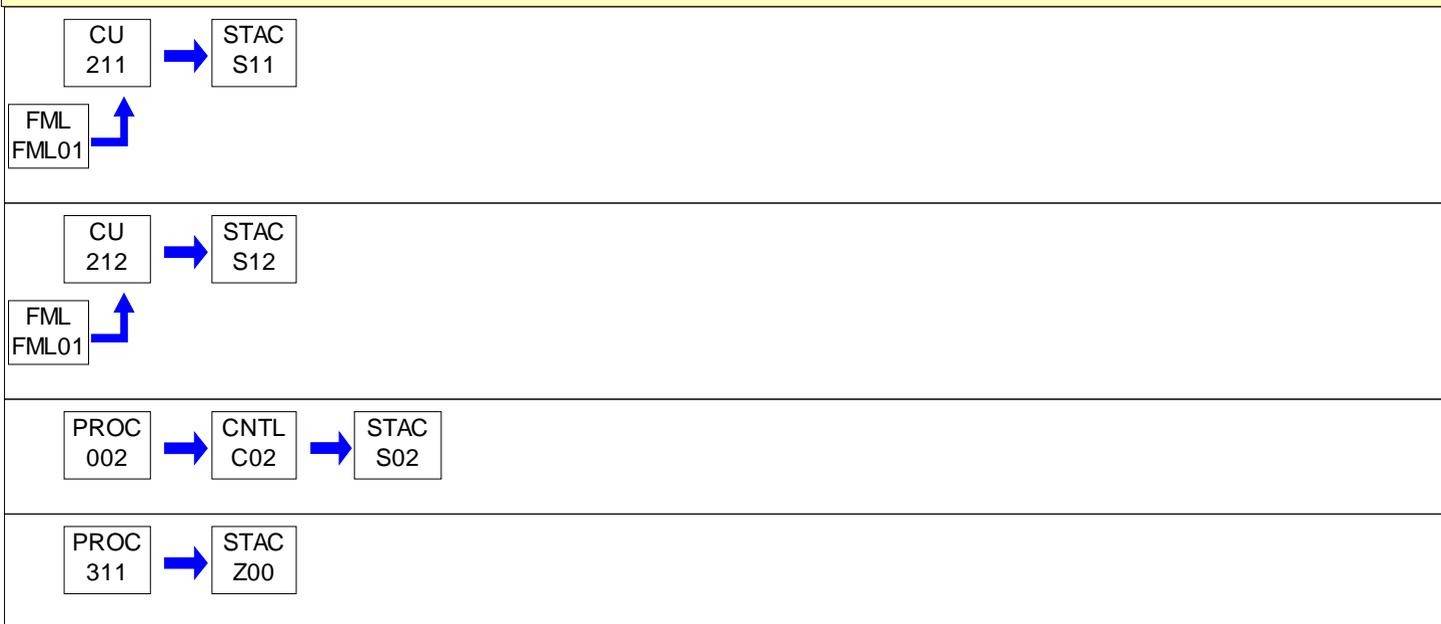 CU
211
STAC
S11
FML
FML01
CU
212
STAC
S12
FML
FML01
PROC
002
CNTL
C02
STAC
S02
PROC
311
STAC
Z00